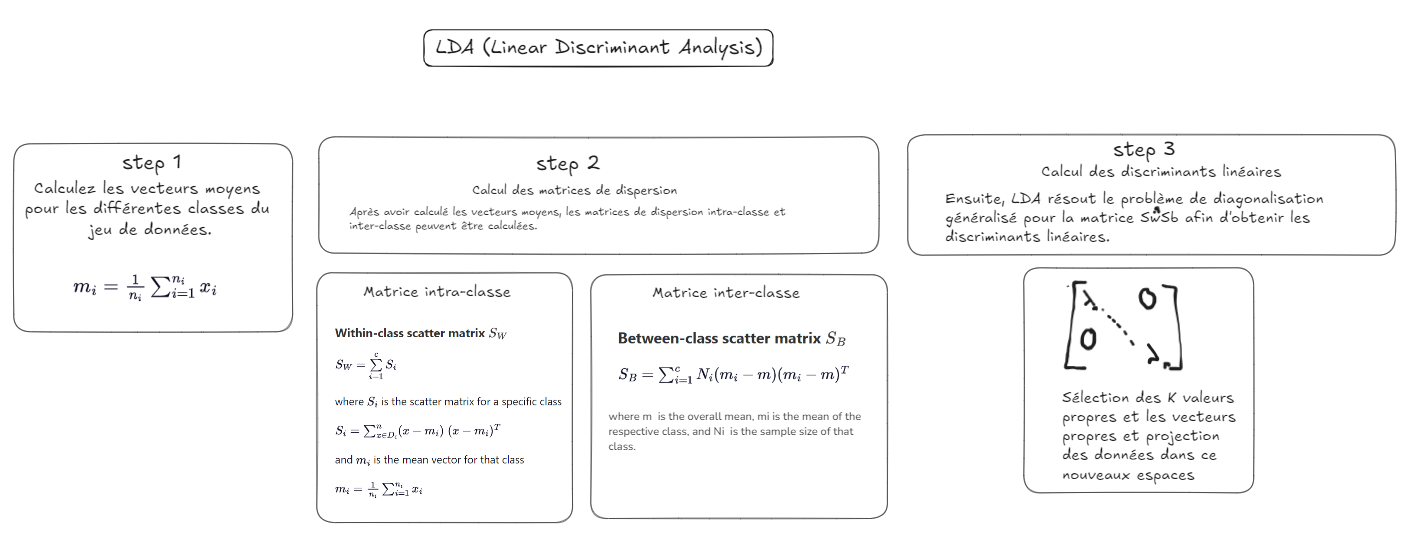 LDA (Linear Discriminant Analysis)
step 1
Calculez les vecteurs moyens
pour les différentes classes du
jeu de données.
m_i = \frac{1}{n_i} \sum_{i=1}^{n_i} x_i
step 2
Calcul des matrices de dispersion
Après avoir calculé les vecteurs moyens, les matrices de dispersion intra-classe et
inter-classe peuvent être calculées.
Matrice intra-classe
Within-class scatter matrix S_W
S_W = \sum_{i=1}^{c} S_i
where S_i is the scatter matrix for a specific class
S_i = \sum_{x \in D_i}^{n} (x - m_i) (x - m_i)^T
and m_i is the mean vector for that class
m_i = \frac{1}{n_i} \sum_{i=1}^{n_i} x_i
Matrice inter-classe
Between-class scatter matrix S_B
S_B = \sum_{i=1}^{c} N_i (m_i - m)(m_i - m)^T
where m is the overall mean, mi is the mean of the
respective class, and Ni is the sample size of that
class.
step 3
Calcul des discriminants linéaires
Ensuite, LDA résout le problème de diagonalisation
généralisé pour la matrice SwSb afin d'obtenir les
discriminants linéaires.
λ 0
0 λ
Sélection des K valeurs
propres et les vecteurs
propres et projection
des données dans ce
nouveaux espaces